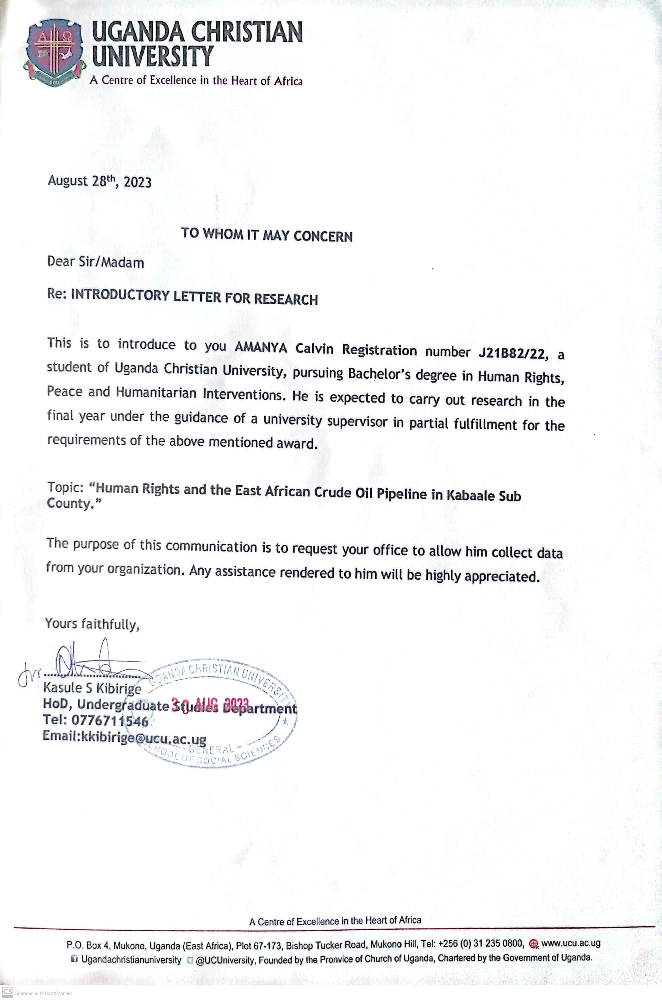 UGANDA CHRISTIAN
UNIVERSITY
A Centre of Excellence in the Heart of Africa
Α Ω
August 28th, 2023
TO WHOM IT MAY CONCERN
Dear Sir/Madam
Re: INTRODUCTORY LETTER FOR RESEARCH
This is to introduce to you AMANYA Calvin Registration number J21B82/22, a
student of Uganda Christian University, pursuing Bachelor's degree in Human Rights,
Peace and Humanitarian Interventions. He is expected to carry out research in the
final year under the guidance of a university supervisor in partial fulfillment for the
requirements of the above mentioned award.
Topic: “Human Rights and the East African Crude Oil Pipeline in Kabaale Sub
County.”
The purpose of this communication is to request your office to allow him collect data
from your organization. Any assistance rendered to him will be highly appreciated.
Yours faithfully,
for
Kasule S Kibirige
HoD, Undergraduate Studies Department
Tel: 0776711546
Email:kkibirige@ucu.ac.ug
UGANDA CHRISTIAN UNIVERSITY
30 AUG 2023
- GENERAL -
SCHOOL OF SOCIAL SCIENCES
A Centre of Excellence in the Heart of Africa
P.O. Box 4, Mukono, Uganda (East Africa), Plot 67-173, Bishop Tucker Road, Mukono Hill, Tel: +256 (0) 31 235 0800, www.ucu.ac.ug
Ugandachristianuniversity @UCUniversity, Founded by the Pronvice of Church of Uganda, Chartered by the Government of Uganda.
CS Scanned with CamScanner